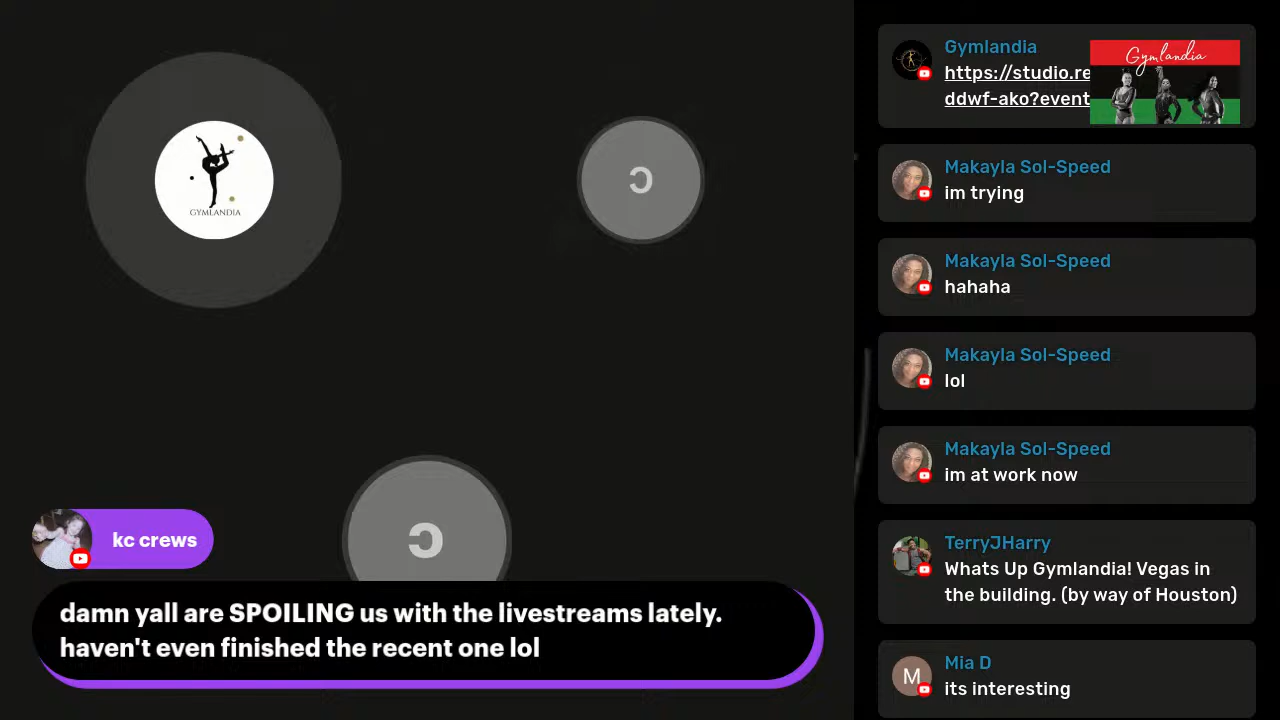 GYMLANDIA
C
C
kc crews
damn yall are SPOILING us with the livestreams lately.
haven't even finished the recent one lol
Gymlandia
https://studio.re
ddwf-ako?event
Gymlandia
Makayla Sol-Speed
im trying
Makayla Sol-Speed
hahaha
Makayla Sol-Speed
lol
Makayla Sol-Speed
im at work now
TerryJHarry
Whats Up Gymlandia! Vegas in
the building. (by way of Houston)
M
Mia D
its interesting